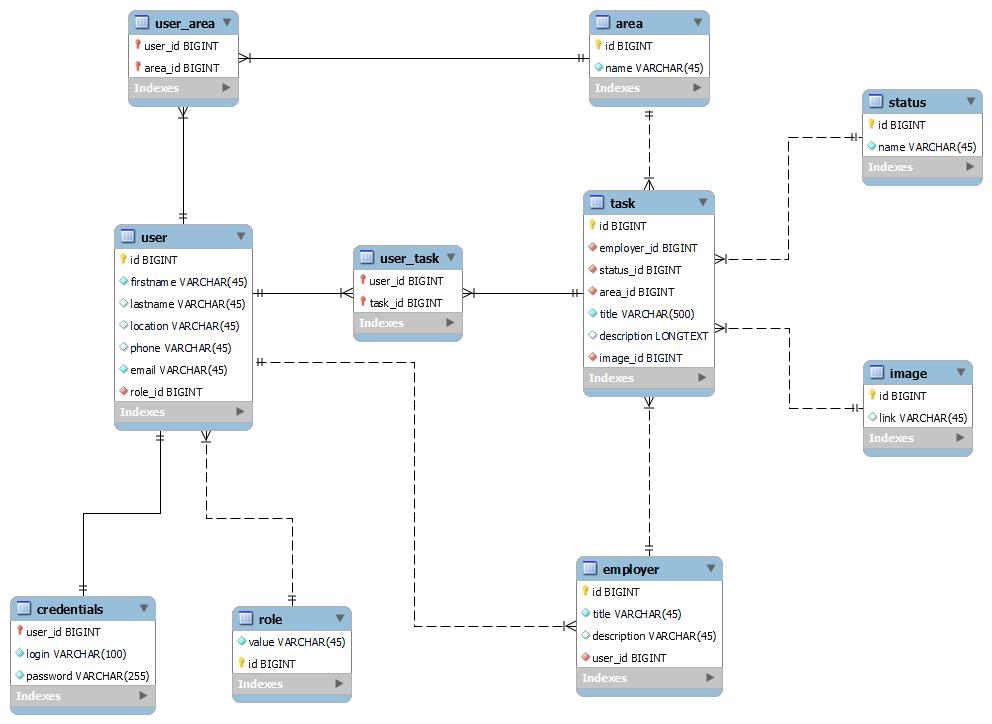 user_area
user_id BIGINT
area_id BIGINT
Indexes
area
id BIGINT
name VARCHAR(45)
Indexes
status
id BIGINT
name VARCHAR(45)
Indexes
user
id BIGINT
firstname VARCHAR(45)
lastname VARCHAR(45)
location VARCHAR(45)
phone VARCHAR(45)
email VARCHAR(45)
role_id BIGINT
Indexes
user_task
user_id BIGINT
task_id BIGINT
Indexes
task
id BIGINT
employer_id BIGINT
status_id BIGINT
area_id BIGINT
title VARCHAR(500)
description LONGTEXT
image_id BIGINT
Indexes
image
id BIGINT
link VARCHAR(45)
Indexes
credentials
user_id BIGINT
login VARCHAR(100)
password VARCHAR(255)
Indexes
role
value VARCHAR(45)
id BIGINT
Indexes
employer
id BIGINT
title VARCHAR(45)
description VARCHAR(45)
user_id BIGINT
Indexes